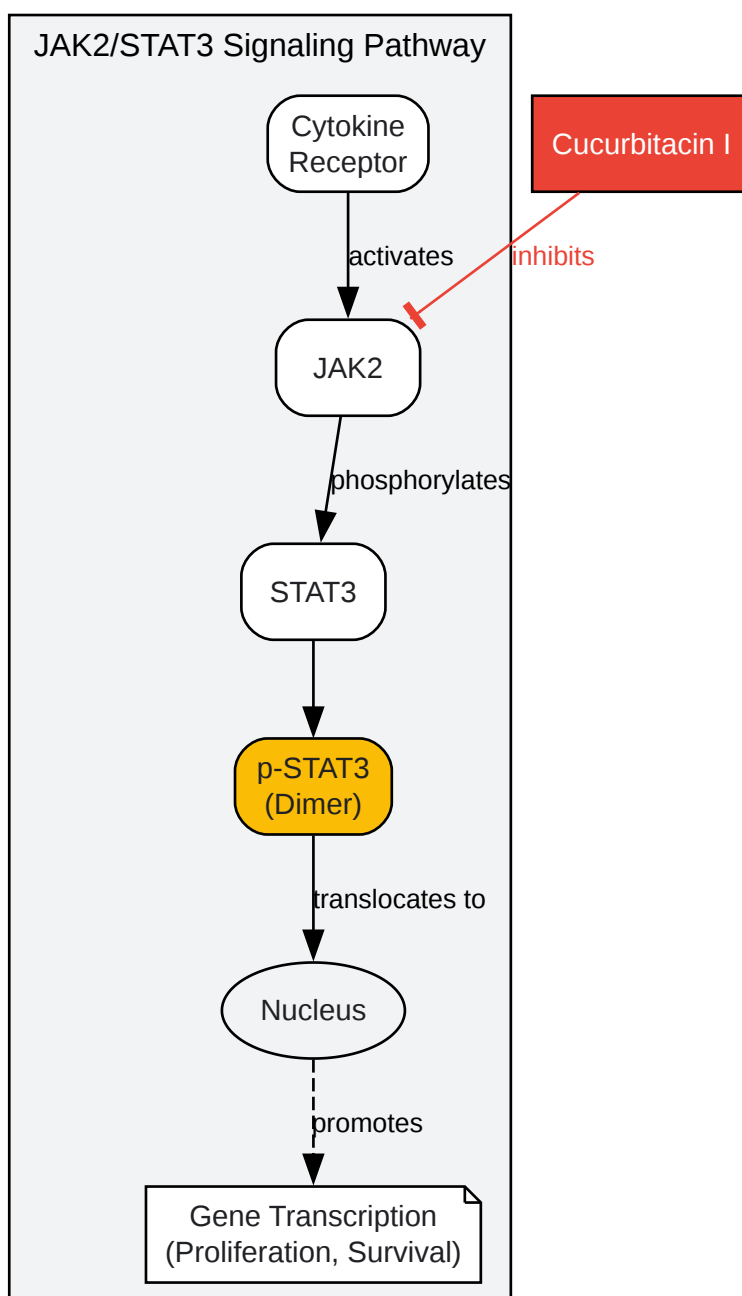 JAK2/STAT3 Signaling Pathway
Cytokine
Receptor
Cucurbitacin I
activates
inhibits
JAK2
phosphorylates
STAT3
p-STAT3
(Dimer)
translocates to
Nucleus
promotes
Gene Transcription
(Proliferation, Survival)